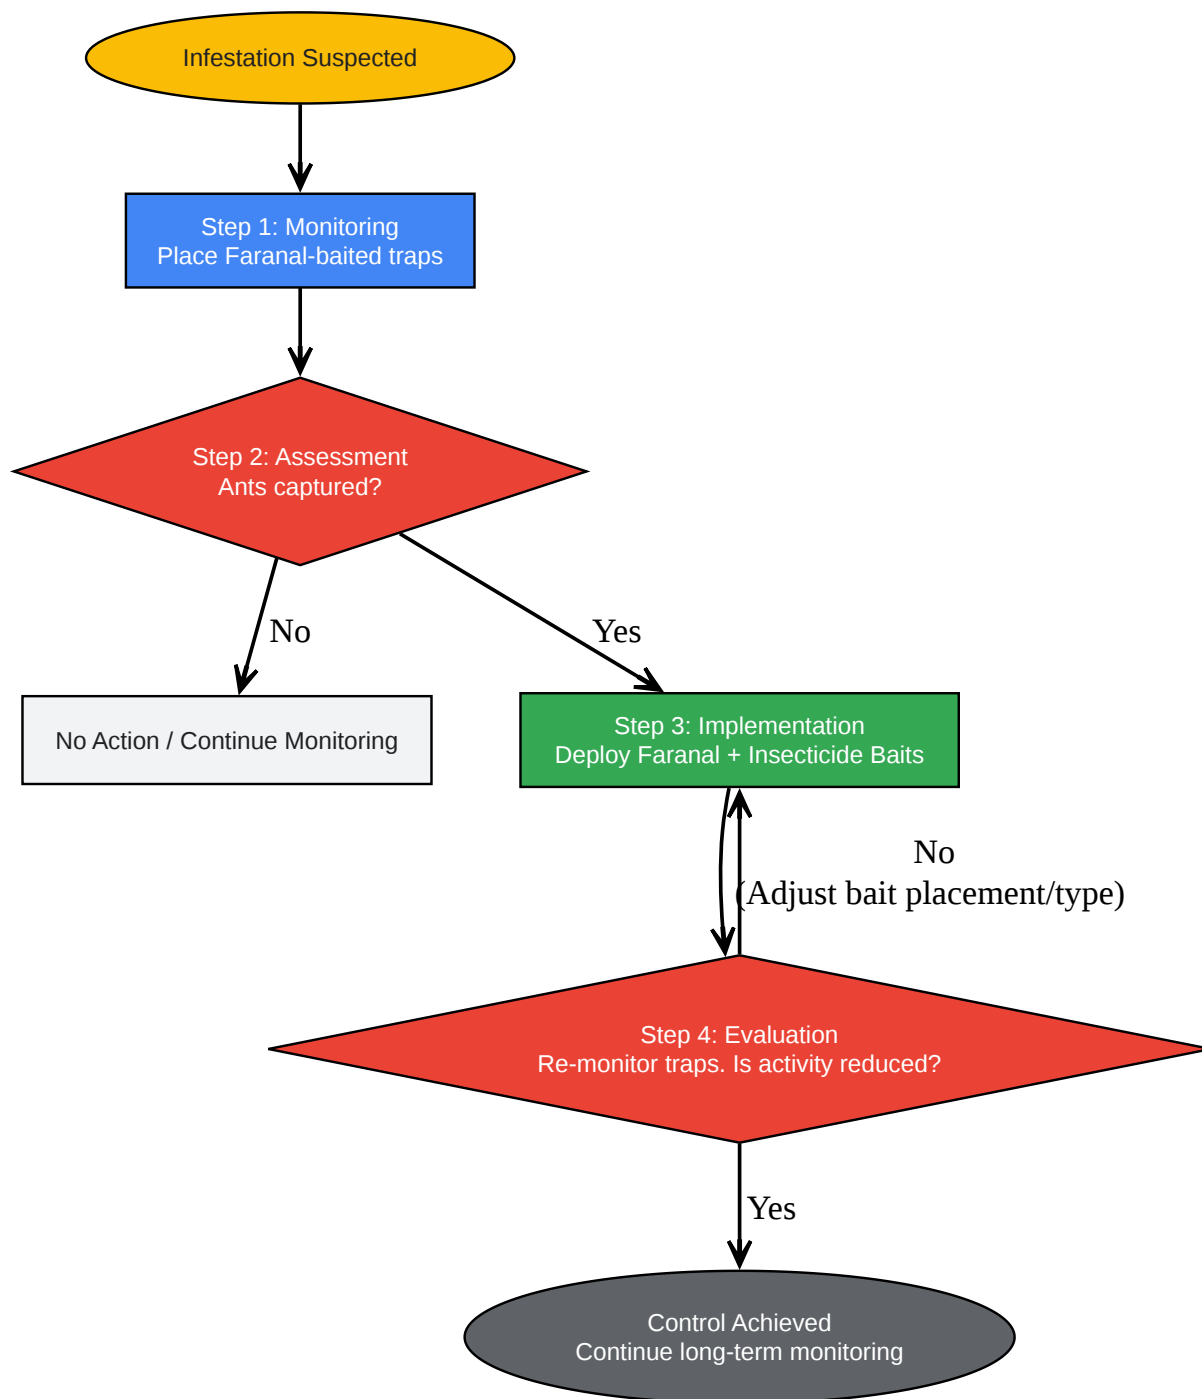 Infestation Suspected
Step 1: Monitoring
Place Faranal-baited traps
Step 2: Assessment
Ants captured?
No
Yes
No Action / Continue Monitoring
Step 3: Implementation
Deploy Faranal + Insecticide Baits
No
(Adjust bait placement/type)
Step 4: Evaluation
Re-monitor traps. Is activity reduced?
Yes
Control Achieved
Continue long-term monitoring